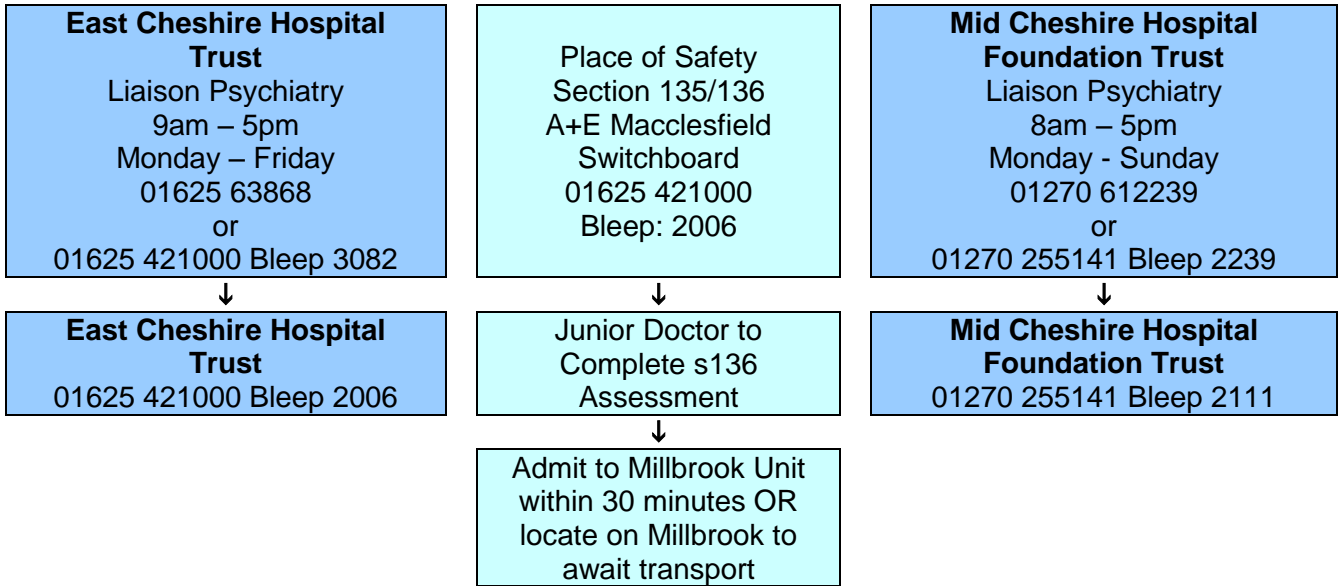 East Cheshire Hospital
Trust
Liaison Psychiatry
9am – 5pm
Monday – Friday
01625 63868
or
01625 421000 Bleep 3082
↓
East Cheshire Hospital
Trust
01625 421000 Bleep 2006
Place of Safety
Section 135/136
A+E Macclesfield
Switchboard
01625 421000
Bleep: 2006
↓
Junior Doctor to
Complete s136
Assessment
↓
Admit to Millbrook Unit
within 30 minutes OR
locate on Millbrook to
await transport
Mid Cheshire Hospital
Foundation Trust
Liaison Psychiatry
8am – 5pm
Monday - Sunday
01270 612239
or
01270 255141 Bleep 2239
↓
Mid Cheshire Hospital
Foundation Trust
01270 255141 Bleep 2111